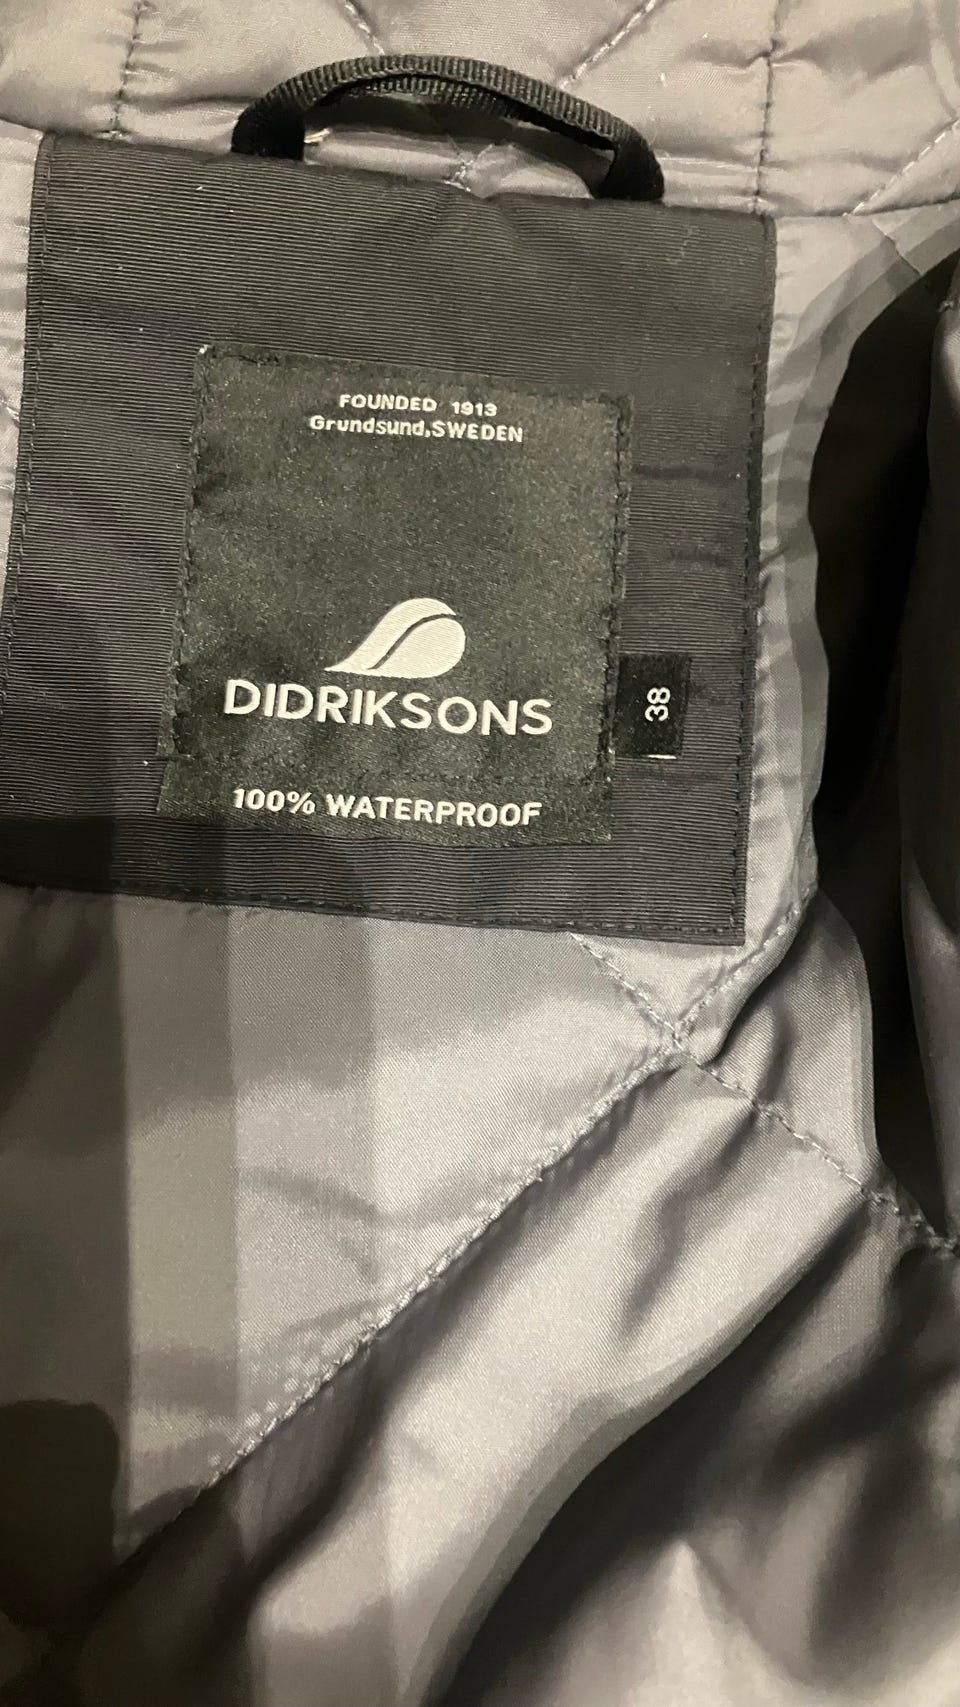 FOUNDED 1913
Grundsund,SWEDEN
DIDRIKSONS
38
100% WATERPROOF